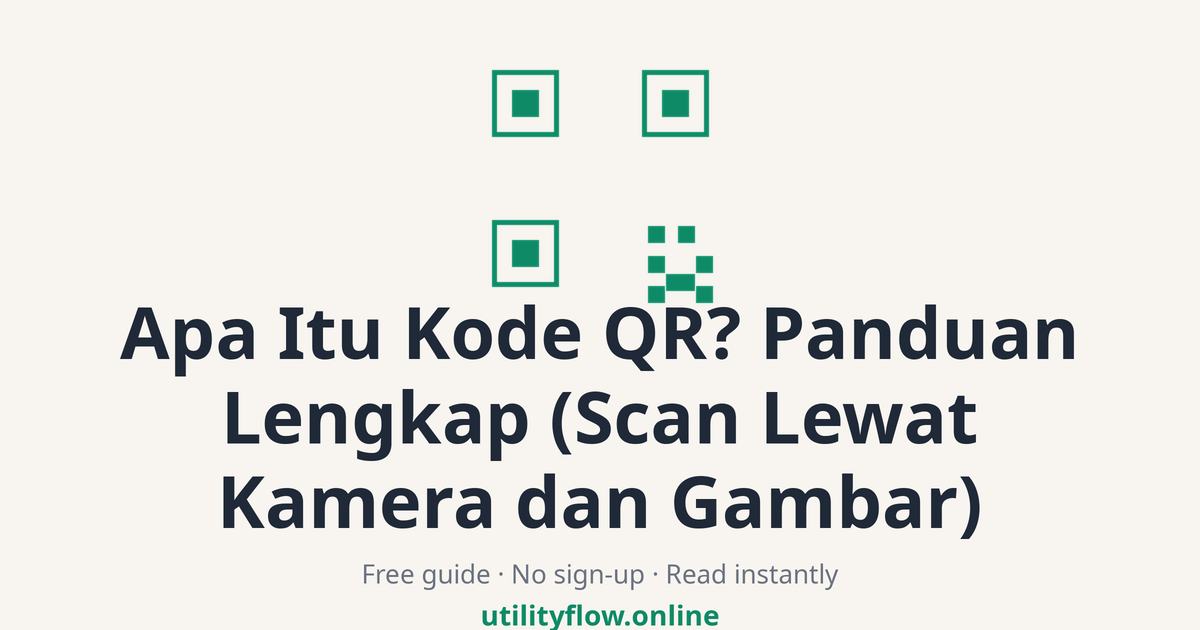 Apa Itu Kode QR? Panduan
Lengkap (Scan Lewat
Kamera dan Gambar)
Free guide · No sign-up · Read instantly
utilityflow.online